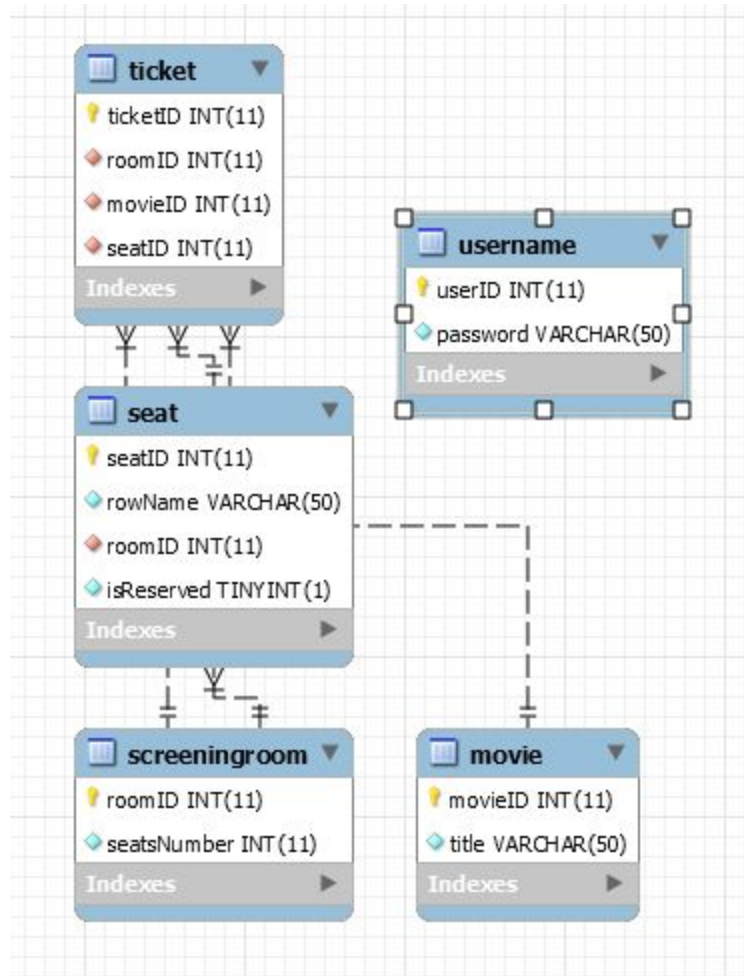 ticket
ticketID INT(11)
roomID INT(11)
movieID INT(11)
seatID INT(11)
Indexes
username
userID INT(11)
password VARCHAR(50)
Indexes
seat
seatID INT(11)
rowName VARCHAR(50)
roomID INT(11)
isReserved TINYINT(1)
Indexes
screeningroom
roomID INT(11)
seatsNumber INT(11)
Indexes
movie
movieID INT(11)
title VARCHAR(50)
Indexes